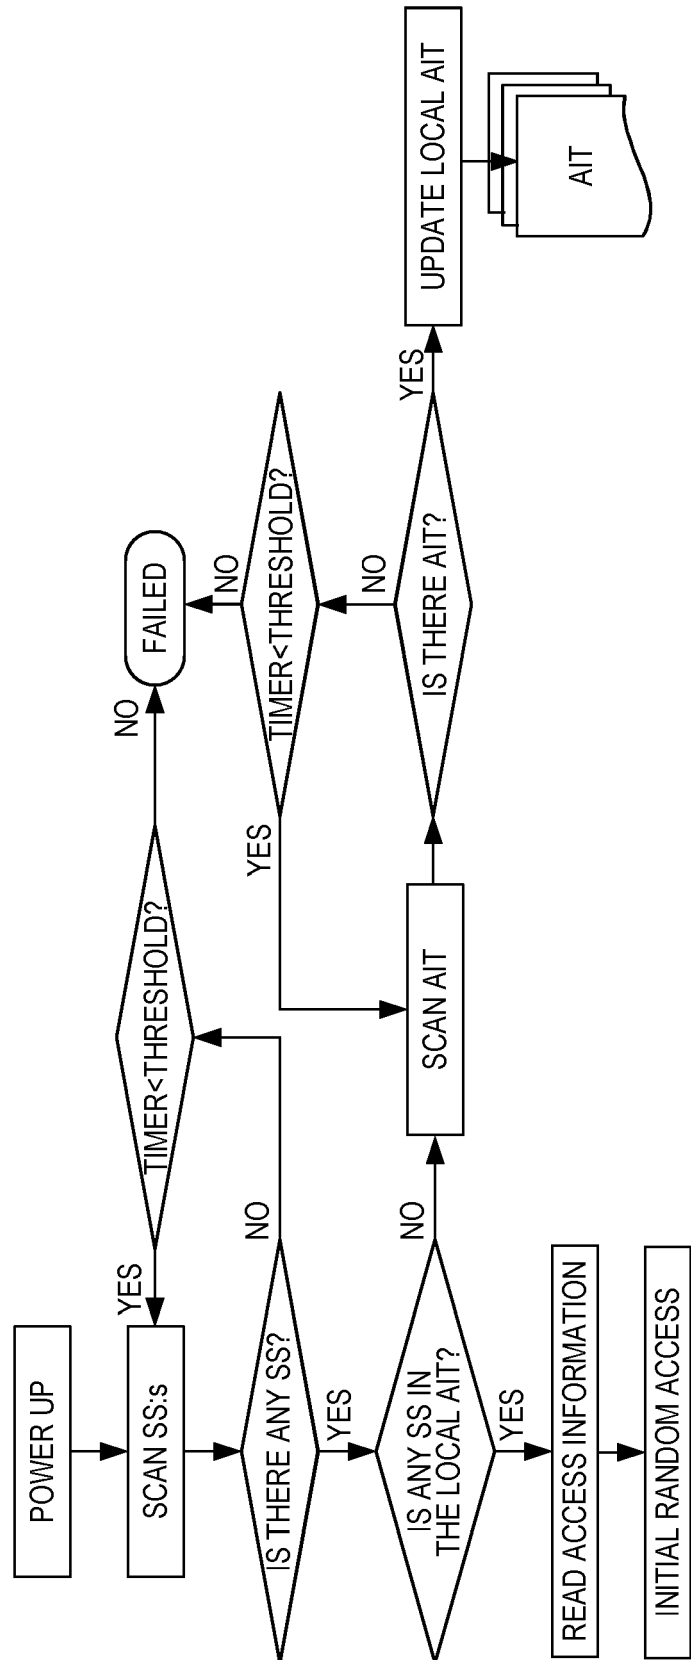 POWER UP
SCAN SS:s
YES
TIMER<THRESHOLD?
NO
FAILED
IS THERE ANY SS?
NO
YES
YES
TIMER<THRESHOLD?
NO
IS ANY SS IN
THE LOCAL AIT?
NO
YES
SCAN AIT
IS THERE AIT?
NO
YES
UPDATE LOCAL AIT
AIT
READ ACCESS INFORMATION
INITIAL RANDOM ACCESS